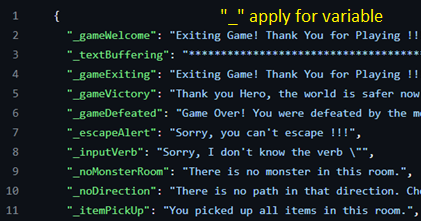 "_" apply for variable
1 {
2 "_gameWelcome": "Exiting Game! Thank You for Playing !!
3 "_textBuffering": "************************************
4 "_gameExiting": "Exiting Game! Thank You for Playing !!
5 "_gameVictory": "Thank you Hero, the world is safer now
6 "_gameDefeated": "Game Over! You were defeated by the
7 "_escapeAlert": "Sorry, you can't escape !!!",
8 "_inputVerb": "Sorry, I don't know the verb \"",
9 "_noMonsterRoom": "There is no monster in this room.",
10 "_noDirection": "There is no path in that direction.
11 "_itemPickUp": "You picked up all items in this room.",